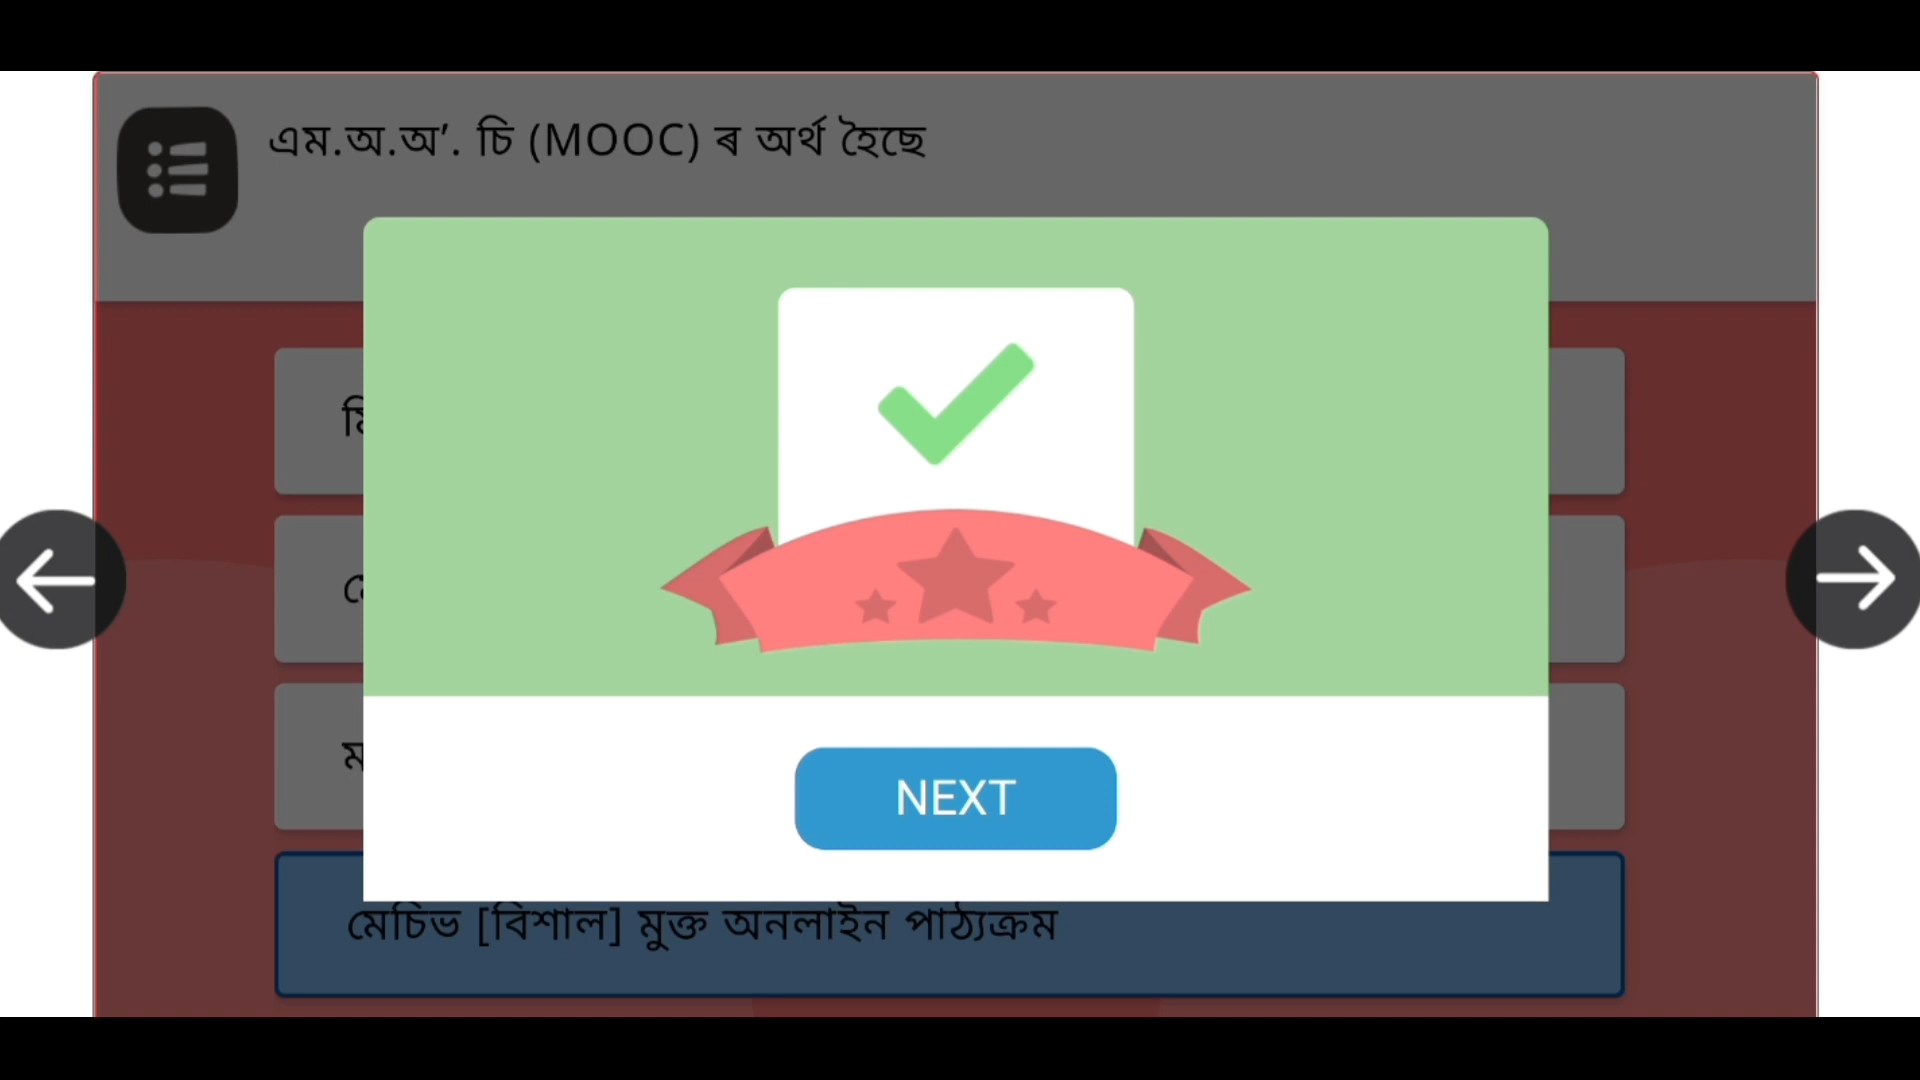 এম.অ.অ’. চি (MOOC) ৰ অৰ্থ হৈছে
NEXT
মেচিভ [বিশাল] মুক্ত অনলাইন পাঠ্যক্ৰম